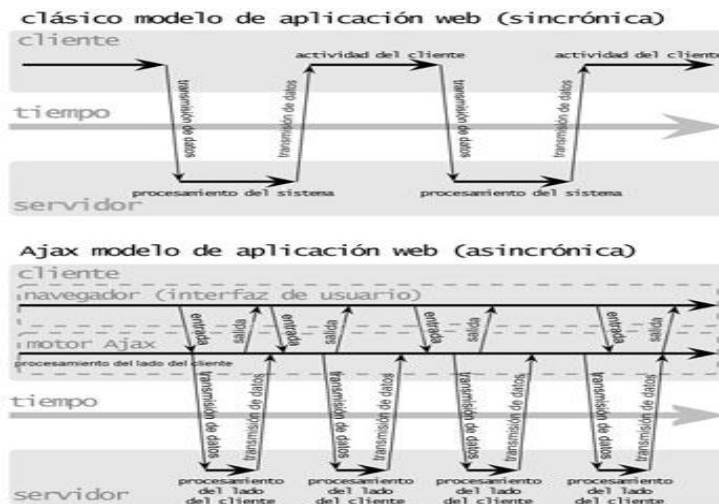 clásico modelo de aplicación web (sincrónica)
cliente
actividad del cliente
actividad del cliente
transmisión de datos
transmisión de datos
transmisión de datos
transmisión de datos
tiempo
procesamiento del sistema
procesamiento del sistema
servidor
Ajax modelo de aplicación web (asincrónica)
cliente
navegador (interfaz de usuario)
entrada
salida
entrada
salida
entrada
salida
entrada
salida
motor Ajax
procesamiento del lado del cliente
transmisión de datos
transmisión de datos
transmisión de datos
transmisión de datos
transmisión de datos
transmisión de datos
transmisión de datos
transmisión de datos
tiempo
procesamiento
del lado
del cliente
procesamiento
del lado
del cliente
procesamiento
del lado
del cliente
procesamiento
del lado
del cliente
servidor